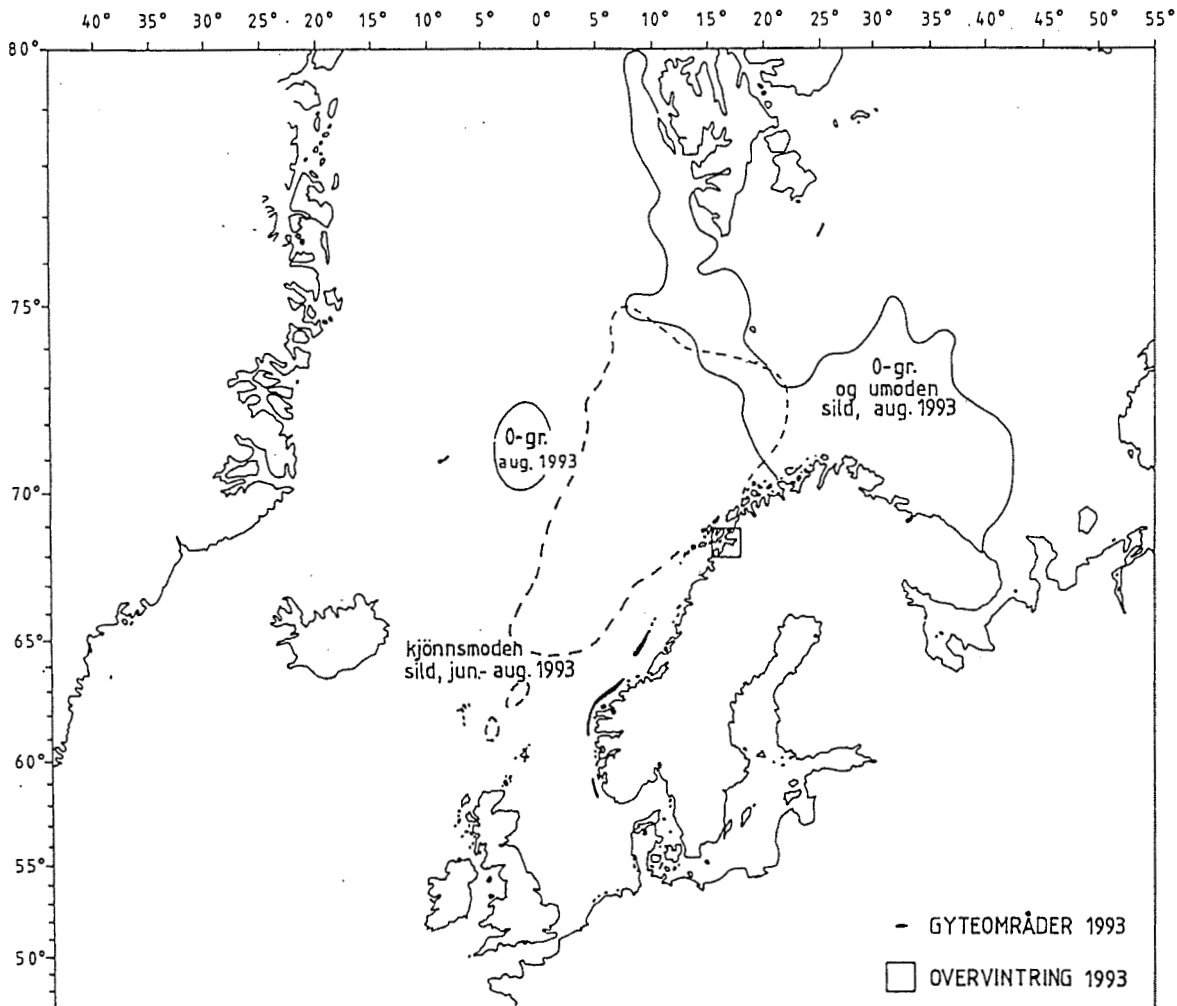 40° 35° 30° 25° 20° 15° 10° 5° 0° 5° 10° 15° 20° 25° 30° 35° 40° 45° 50° 55°
80°
75°
70°
65°
60°
55°
50°
0-gr.
og umoden
sild, aug. 1993
0-gr.
aug. 1993
kjönnsmoden
sild, jun.- aug. 1993
GYTEOMRÅDER 1993
OVERVINTRING 1993